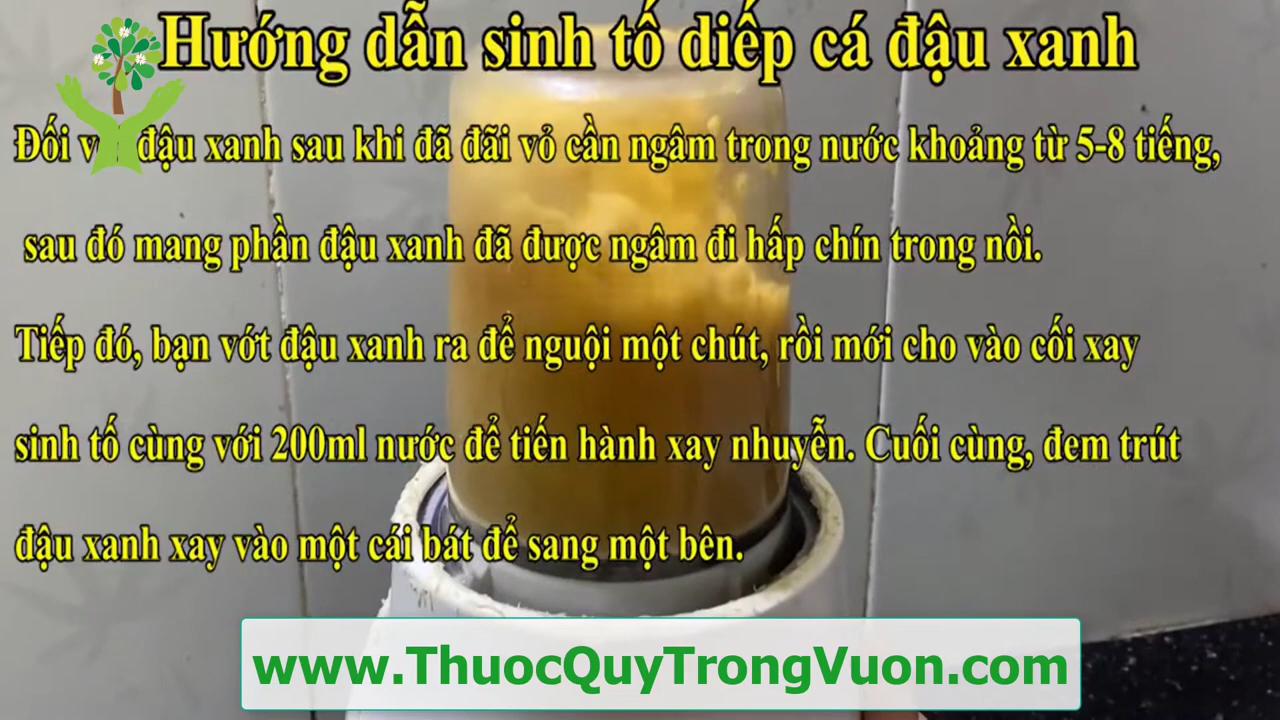 Hướng dẫn sinh tố diếp cá đậu xanh
Đối với đậu xanh sau khi đã đãi vỏ cần ngâm trong nước khoảng từ 5-8 tiếng,
sau đó mang phần đậu xanh đã được ngâm đi hấp chín trong nồi.
Tiếp đó, bạn vớt đậu xanh ra để nguội một chút, rồi mới cho vào cối xay
sinh tố cùng với 200ml nước để tiến hành xay nhuyễn. Cuối cùng, đem trút
đậu xanh xay vào một cái bát để sang một bên.
www.ThuocQuyTrongVuon.com